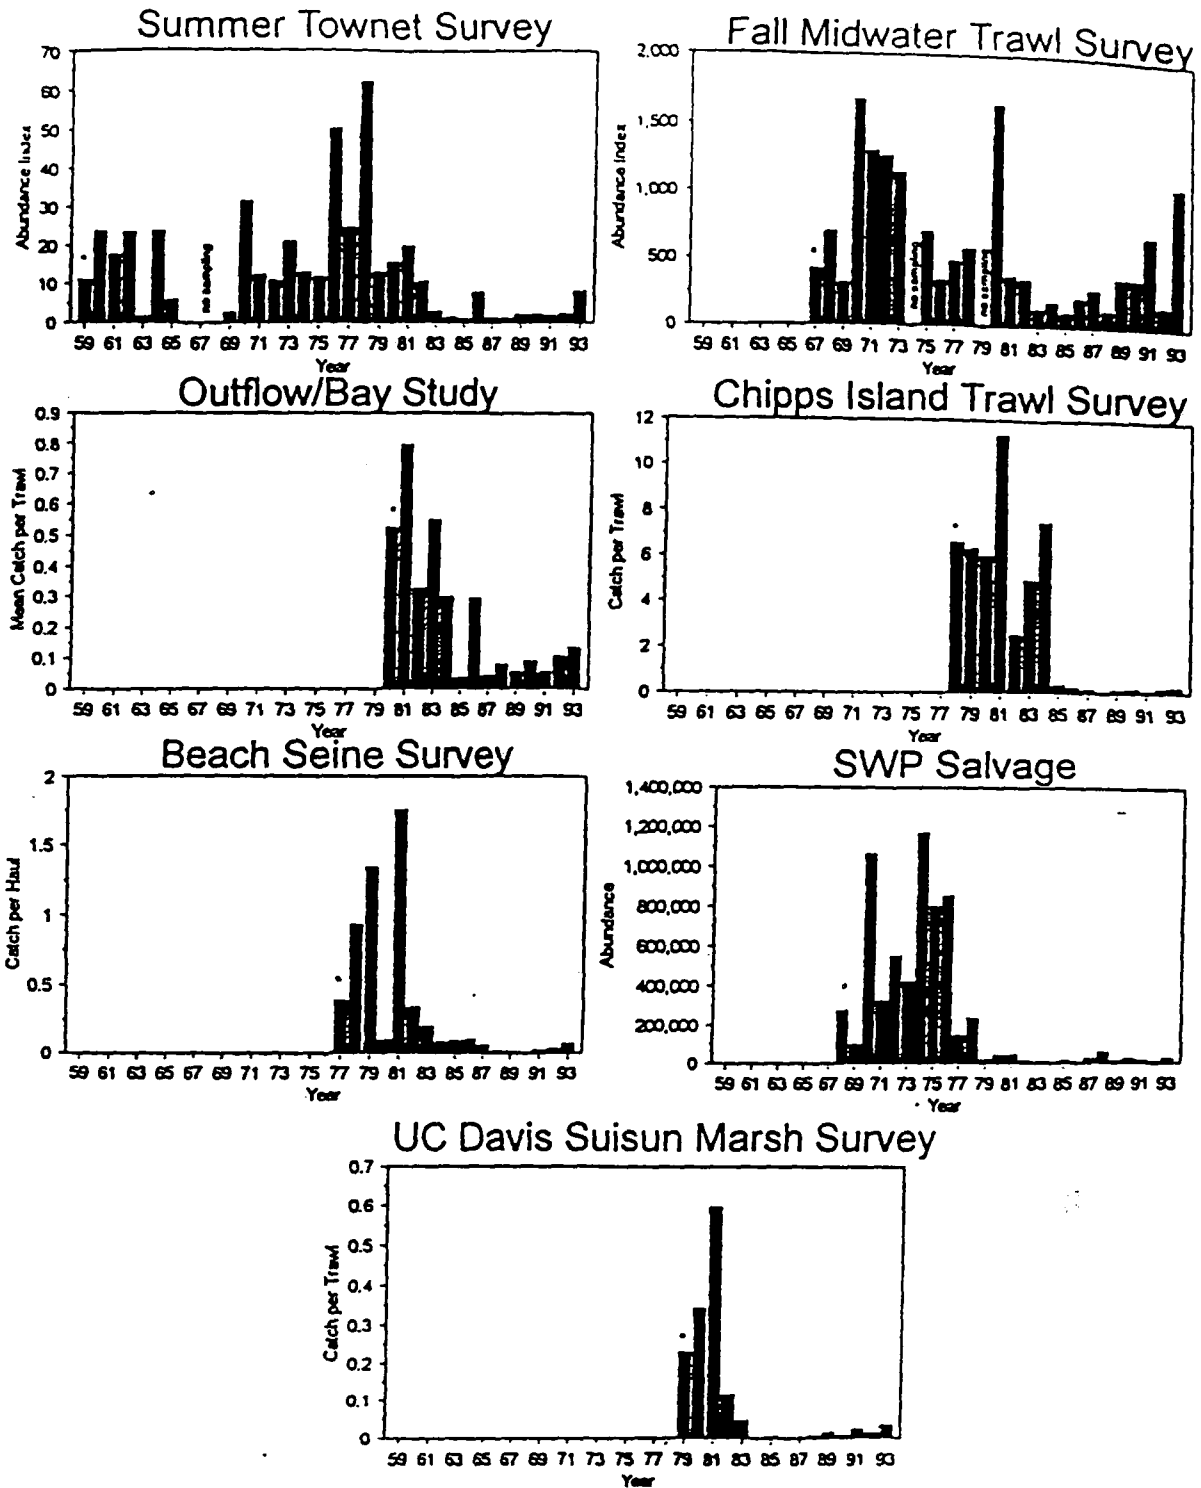 Summer Townet Survey
70
60
50
40
30
20
10
0
Abundance Index
no sampling
59 61 63 65 67 69 71 73 75 77 79 81 83 85 87 89 91 93
Year
Fall Midwater Trawl Survey
2,000
1,500
1,000
500
0
Abundance Index
no sampling
no sampling
59 61 63 65 67 69 71 73 75 77 79 81 83 85 87 89 91 93
Year
Outflow/Bay Study
0.9
0.8
0.7
0.6
0.5
0.4
0.3
0.2
0.1
0
Mean Catch per Trawl
59 61 63 65 67 69 71 73 75 77 79 81 83 85 87 89 91 93
Year
Chipps Island Trawl Survey
12
10
8
6
4
2
0
Catch per Trawl
59 61 63 65 67 69 71 73 75 77 79 81 83 85 87 89 91 93
Year
Beach Seine Survey
2
1.5
1
0.5
0
Catch per Haul
59 61 63 65 67 69 71 73 75 77 79 81 83 85 87 89 91 93
Year
SWP Salvage
1,400,000
1,200,000
1,000,000
800,000
600,000
400,000
200,000
0
Abundance
59 61 63 65 67 69 71 73 75 77 79 81 83 85 87 89 91 93
Year
UC Davis Suisun Marsh Survey
0.7
0.6
0.5
0.4
0.3
0.2
0.1
0
Catch per Trawl
59 61 63 65 67 69 71 73 75 77 79 81 83 85 87 89 91 93
Year